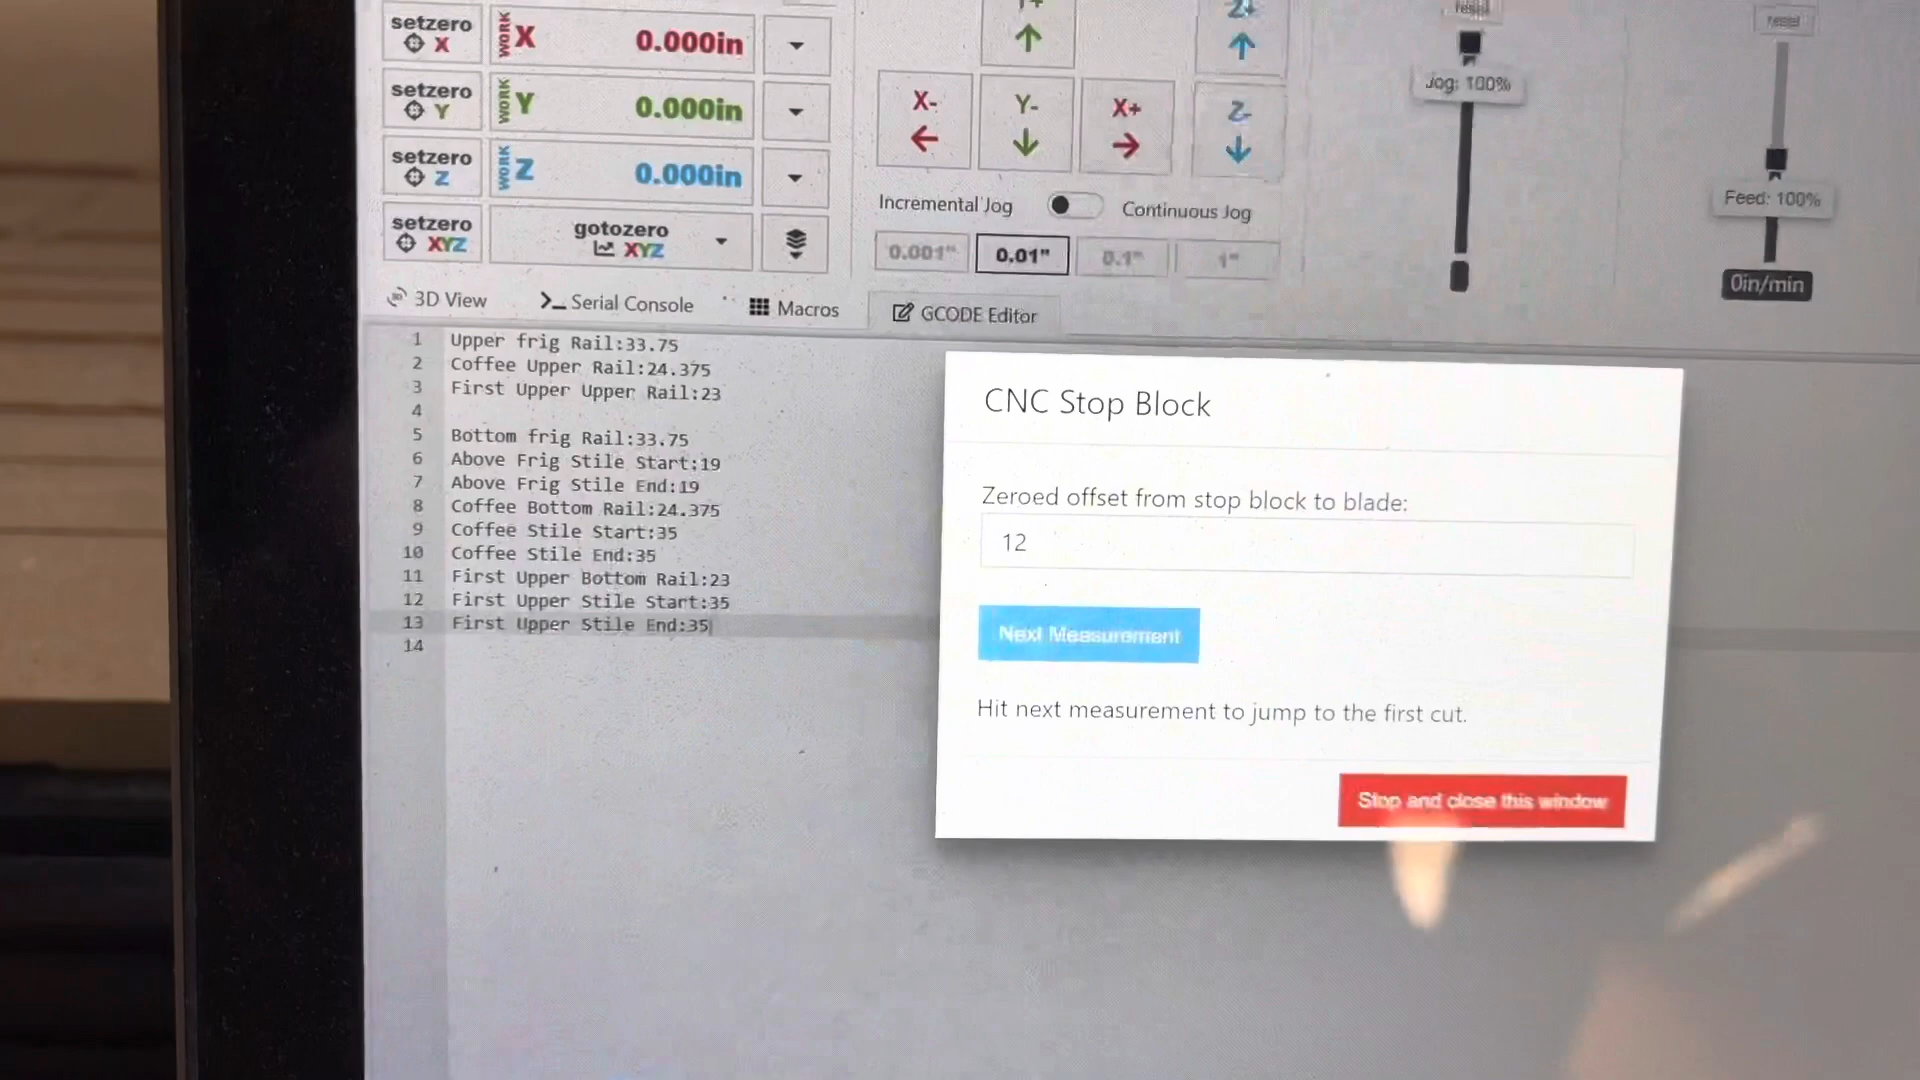 setzero
X
WORK X 0.000in
setzero
Y
WORK Y 0.000in
setzero
Z
WORK Z 0.000in
setzero
XYZ
gotozero
XYZ
Y+
Z+
X-
Y-
X+
Z-
Incremental Jog
Continuous Jog
0.001"
0.01"
0.1"
1"
reset
Jog: 100%
reset
Feed: 100%
0in/min
3D View
Serial Console
Macros
GCODE Editor
1 Upper frig Rail:33.75
2 Coffee Upper Rail:24.375
3 First Upper Upper Rail:23
4
5 Bottom frig Rail:33.75
6 Above Frig Stile Start:19
7 Above Frig Stile End:19
8 Coffee Bottom Rail:24.375
9 Coffee Stile Start:35
10 Coffee Stile End:35
11 First Upper Bottom Rail:23
12 First Upper Stile Start:35
13 First Upper Stile End:35
14
CNC Stop Block
Zeroed offset from stop block to blade:
12
Next Measurement
Hit next measurement to jump to the first cut.
Stop and close this window